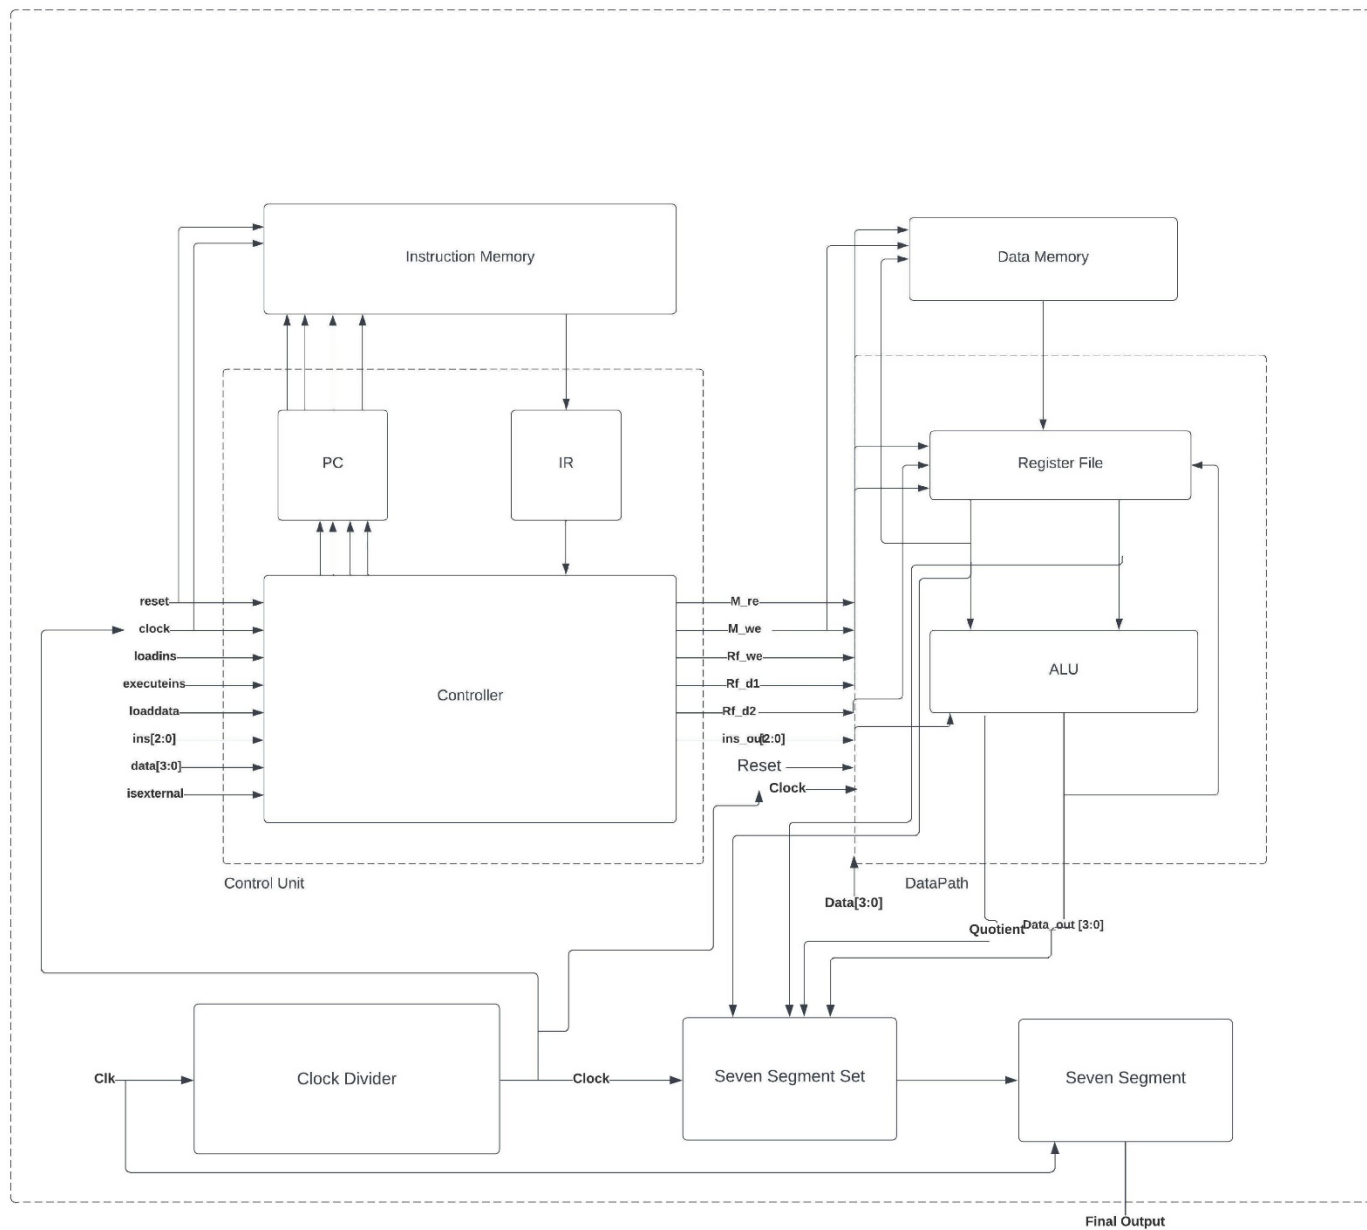 Instruction Memory
Data Memory
PC
IR
Register File
reset
clock
loadins
executeins
loaddata
ins[2:0]
data[3:0]
isexternal
Controller
M_re
M_we
Rf_we
Rf_d1
Rf_d2
ins_out[2:0]
Reset
Clock
ALU
Control Unit
DataPath
Data[3:0]
Quotient
Data_out [3:0]
Clk
Clock Divider
Clock
Seven Segment Set
Seven Segment
Final Output